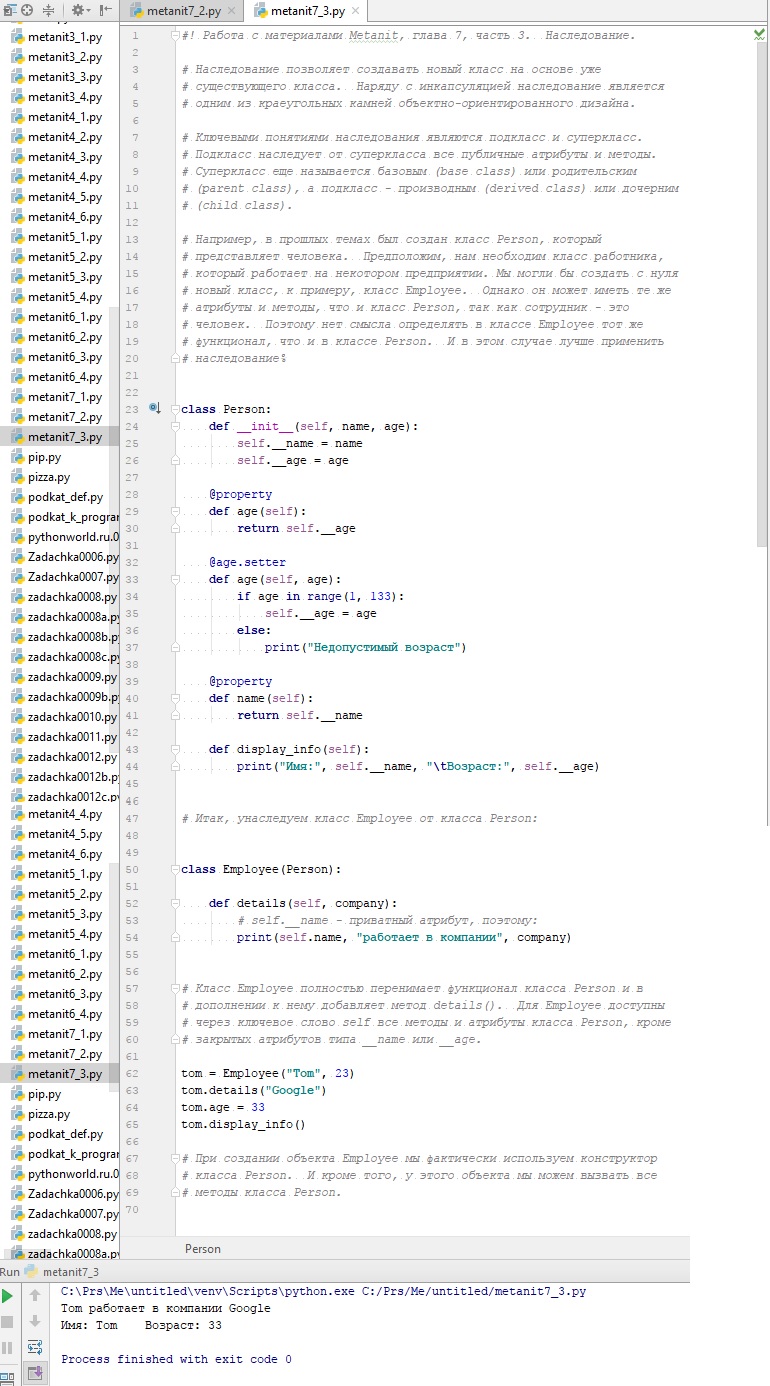 metanit7_2.py
metanit7_3.py
metanit3_1.py
metanit3_2.py
metanit3_3.py
metanit3_4.py
metanit4_1.py
metanit4_2.py
metanit4_3.py
metanit4_4.py
metanit4_5.py
metanit4_6.py
metanit5_1.py
metanit5_2.py
metanit5_3.py
metanit5_4.py
metanit6_1.py
metanit6_2.py
metanit6_3.py
metanit6_4.py
metanit7_1.py
metanit7_2.py
metanit7_3.py
pip.py
pizza.py
podkat_def.py
podkat_k_progran
pythonworld.ru.0
Zadachka0006.py
Zadachka0007.py
zadachka0008.py
zadachka0008a.py
zadachka0008b.py
zadachka0008c.py
zadachka0009.py
zadachka0009b.py
zadachka0010.py
zadachka0011.py
zadachka0012.py
zadachka0012b.py
zadachka0012c.py
metanit4_4.py
metanit4_5.py
metanit4_6.py
metanit5_1.py
metanit5_2.py
metanit5_3.py
metanit5_4.py
metanit6_1.py
metanit6_2.py
metanit6_3.py
metanit6_4.py
metanit7_1.py
metanit7_2.py
metanit7_3.py
pip.py
pizza.py
podkat_def.py
podkat_k_progran
pythonworld.ru.0
Zadachka0006.py
Zadachka0007.py
zadachka0008.py
zadachka0008a.py
1 #! Работа с материалами Metanit, глава 7, часть 3.  Наследование.
2
3 # Наследование позволяет создавать новый класс на основе уже
4 # существующего класса.  Наряду с инкапсуляцией наследование является
5 # одним из краеугольных камней объектно-ориентированного дизайна.
6
7 # Ключевыми понятиями наследования являются подкласс и суперкласс.
8 # Подкласс наследует от суперкласса все публичные атрибуты и методы.
9 # Суперкласс еще называется базовым (base class) или родительским
10 # (parent class), а подкласс - производным (derived class) или дочерним
11 # (child class).
12
13 # Например, в прошлых темах был создан класс Person, который
14 # представляет человека.  Предположим, нам необходим класс работника,
15 # который работает на некотором предприятии. Мы могли бы создать с нуля
16 # новый класс, к примеру, класс Employee.  Однако он может иметь те же
17 # атрибуты и методы, что и класс Person, так как сотрудник - это
18 # человек.  Поэтому нет смысла определять в классе Employee тот же
19 # функционал, что и в классе Person.  И в этом случае лучше применить
20 # наследование%
21
22
23 class Person:
24     def __init__(self, name, age):
25         self.__name = name
26         self.__age = age
27
28     @property
29     def age(self):
30         return self.__age
31
32     @age.setter
33     def age(self, age):
34         if age in range(1, 133):
35             self.__age = age
36         else:
37             print("Недопустимый возраст")
38
39     @property
40     def name(self):
41         return self.__name
42
43     def display_info(self):
44         print("Имя:", self.__name, "\tВозраст:", self.__age)
45
46
47 # Итак, унаследуем класс Employee от класса Person:
48
49
50 class Employee(Person):
51
52     def details(self, company):
53         # self.__name - приватный атрибут, поэтому:
54         print(self.name, "работает в компании", company)
55
56
57 # Класс Employee полностью перенимает функционал класса Person и в
58 # дополнении к нему добавляет метод details().  Для Employee доступны
59 # через ключевое слово self все методы и атрибуты класса Person, кроме
60 # закрытых атрибутов типа __name или __age.
61
62 tom = Employee("Tom", 23)
63 tom.details("Google")
64 tom.age = 33
65 tom.display_info()
66
67 # При создании объекта Employee мы фактически используем конструктор
68 # класса Person.  И кроме того, у этого объекта мы можем вызвать все
69 # методы класса Person.
70
Person
Run metanit7_3
C:\Prs\Me\untitled\venv\Scripts\python.exe C:/Prs/Me/untitled/metanit7_3.py
Tom работает в компании Google
Имя: Tom    Возраст: 33
Process finished with exit code 0